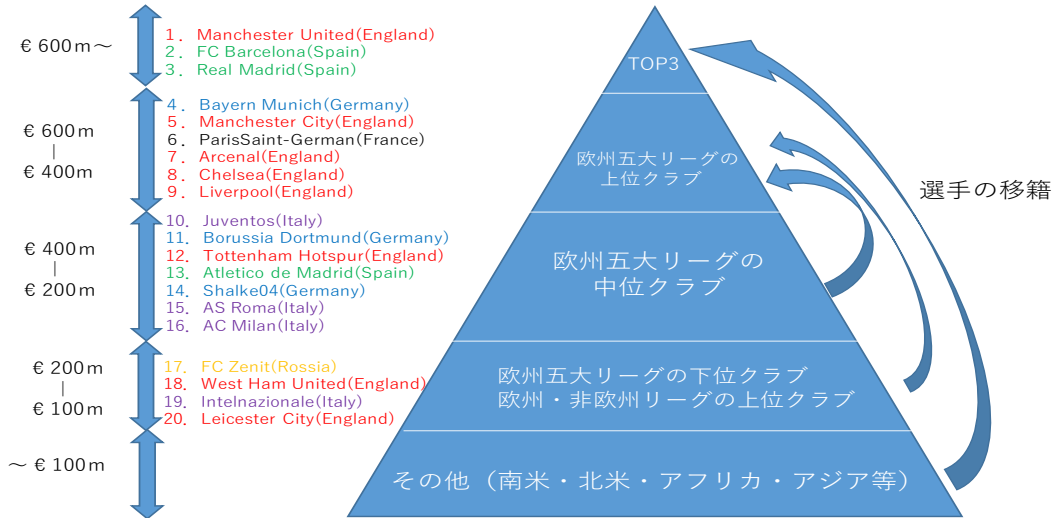 €600m～
1. Manchester United(England)
2. FC Barcelona(Spain)
3. Real Madrid(Spain)
€600m
|
€400m
4. Bayern Munich(Germany)
5. Manchester City(England)
6. ParisSaint-German(France)
7. Arcenal(England)
8. Chelsea(England)
9. Liverpool(England)
€400m
|
€200m
10. Juventos(Italy)
11. Borussia Dortmund(Germany)
12. Tottenham Hotspur(England)
13. Atletico de Madrid(Spain)
14. Shalke04(Germany)
15. AS Roma(Italy)
16. AC Milan(Italy)
€200m
|
€100m
17. FC Zenit(Rossia)
18. West Ham United(England)
19. Intelnazionale(Italy)
20. Leicester City(England)
～€100m
TOP3
欧州五大リーグの
上位クラブ
欧州五大リーグの
中位クラブ
欧州五大リーグの下位クラブ
欧州・非欧州リーグの上位クラブ
その他（南米・北米・アフリカ・アジア等）
選手の移籍